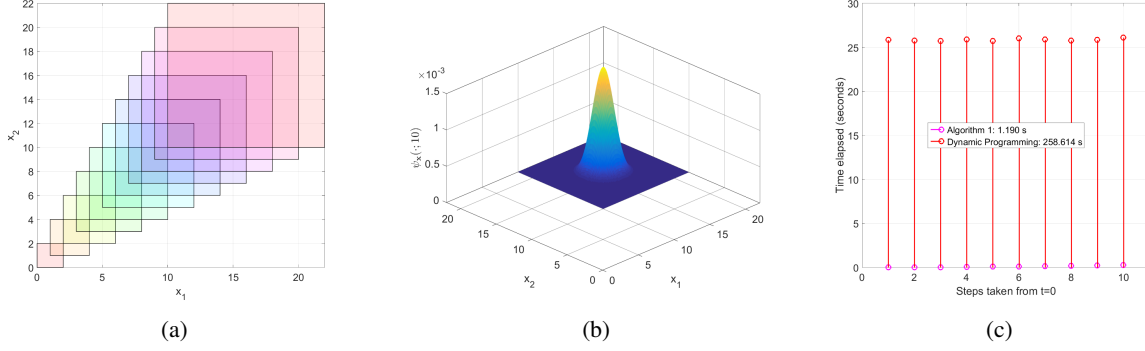 22
20
18
16
14
12
10
8
6
4
2
0
x2
0 5 10 15 20
x1
(a)
×10-3
1.5
1
0.5
0
ψx(·;10)
20
15
10
5
0
x2
0
5
10
15
20
x1
(b)
30
25
20
15
10
5
0
Time elapsed (seconds)
Algorithm 1: 1.190 s
Dynamic Programming: 258.614 s
0 2 4 6 8 10
Steps taken from t=0
(c)